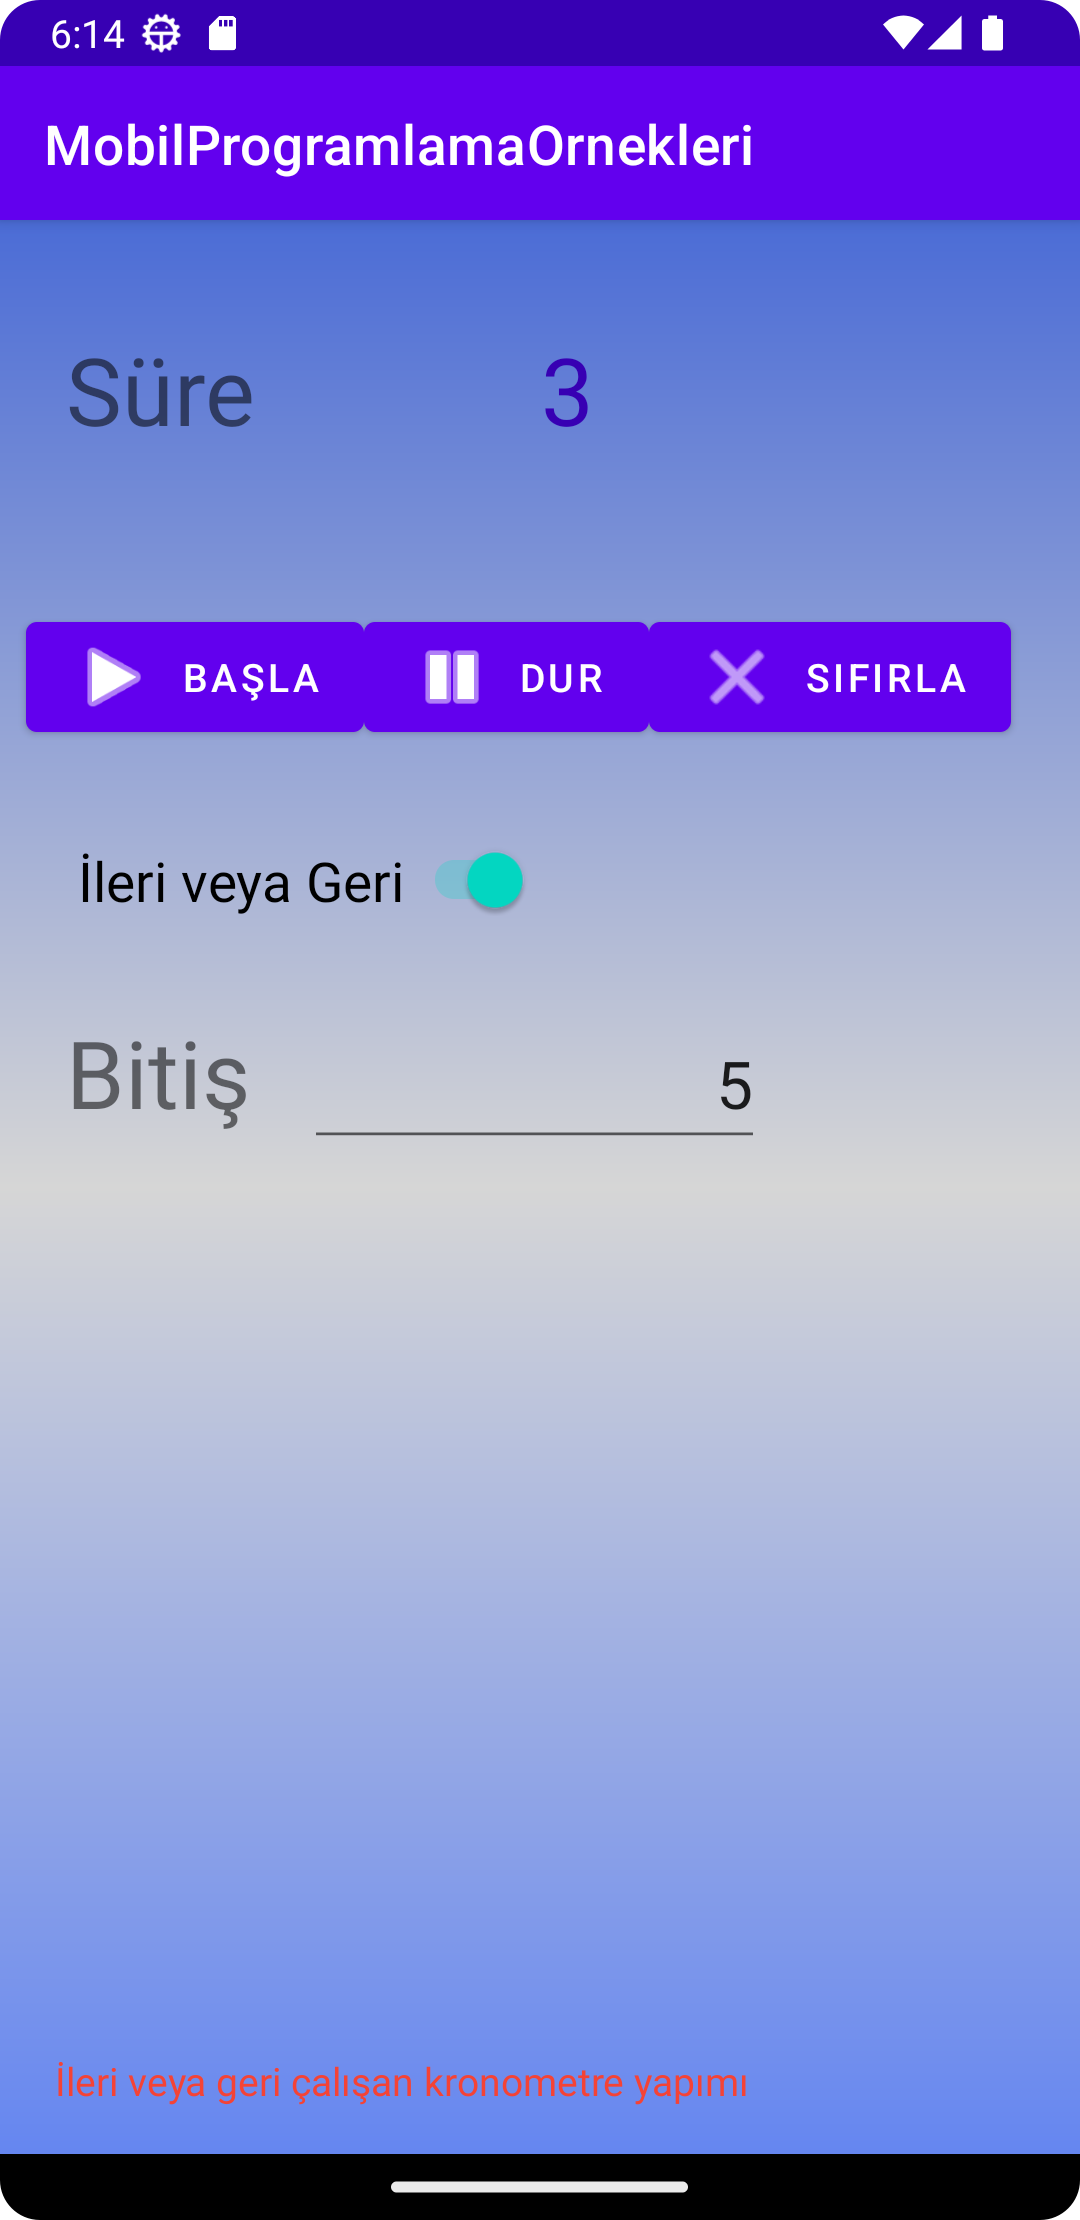 6:14
MobilProgramlamaOrnekleri
Süre 3
BAŞLA DUR SIFIRLA
İleri veya Geri
Bitiş 5
İleri veya geri çalışan kronometre yapımı